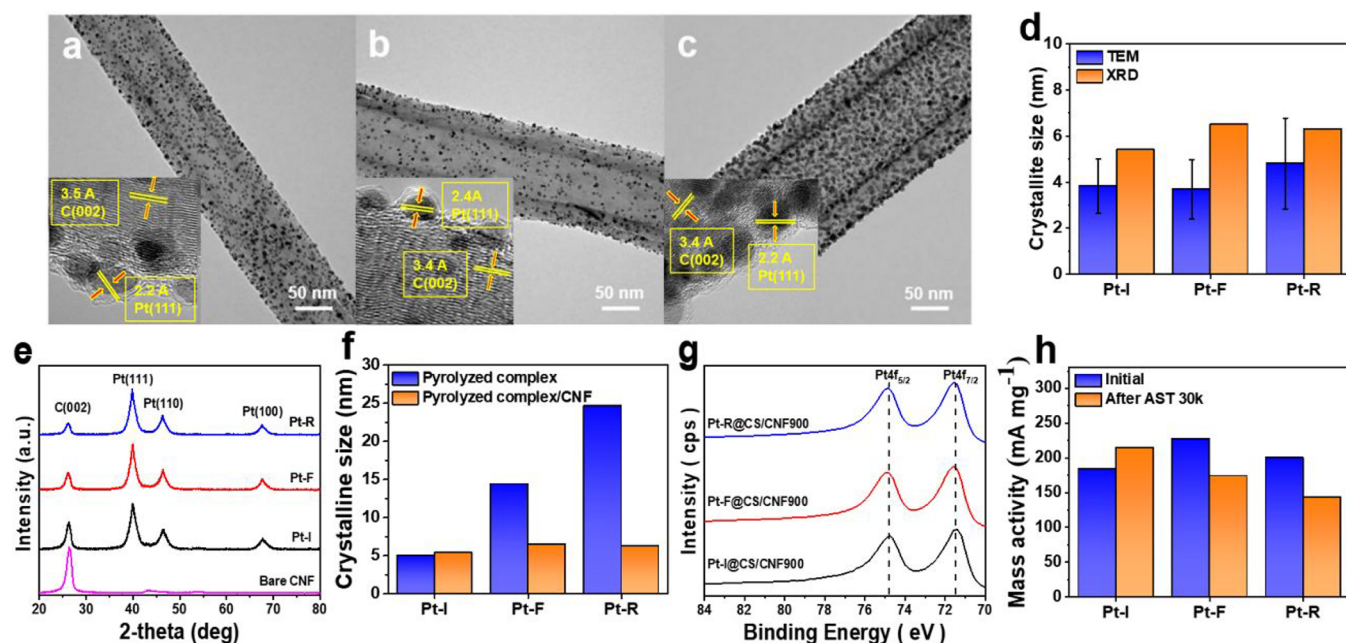 a
3.5 A
C(002)
2.2 A
Pt(111)
50 nm
b
2.4A
Pt(111)
3.4 A
C(002)
50 nm
c
3.4 A
C(002)
2.2 A
Pt(111)
50 nm
d
TEM
XRD
Crystallite size (nm)
10
8
6
4
2
0
Pt-I
Pt-F
Pt-R
e
Pt(111)
C(002)
Pt(110)
Pt(100)
Pt-R
Pt-F
Pt-I
Bare CNF
Intensity (a.u.)
20
30
40
50
60
70
80
2-theta (deg)
f
Pyrolyzed complex
Pyrolyzed complex/CNF
Crystalline size (nm)
30
25
20
15
10
5
0
Pt-I
Pt-F
Pt-R
g
Pt4f5/2
Pt4f7/2
Pt-R@CS/CNF900
Pt-F@CS/CNF900
Pt-I@CS/CNF900
Intensity ( cps)
84
82
80
78
76
74
72
70
Binding Energy ( eV)
h
Initial
After AST 30k
Mass activity (mA mg-1)
300
250
200
150
100
50
0
Pt-I
Pt-F
Pt-R